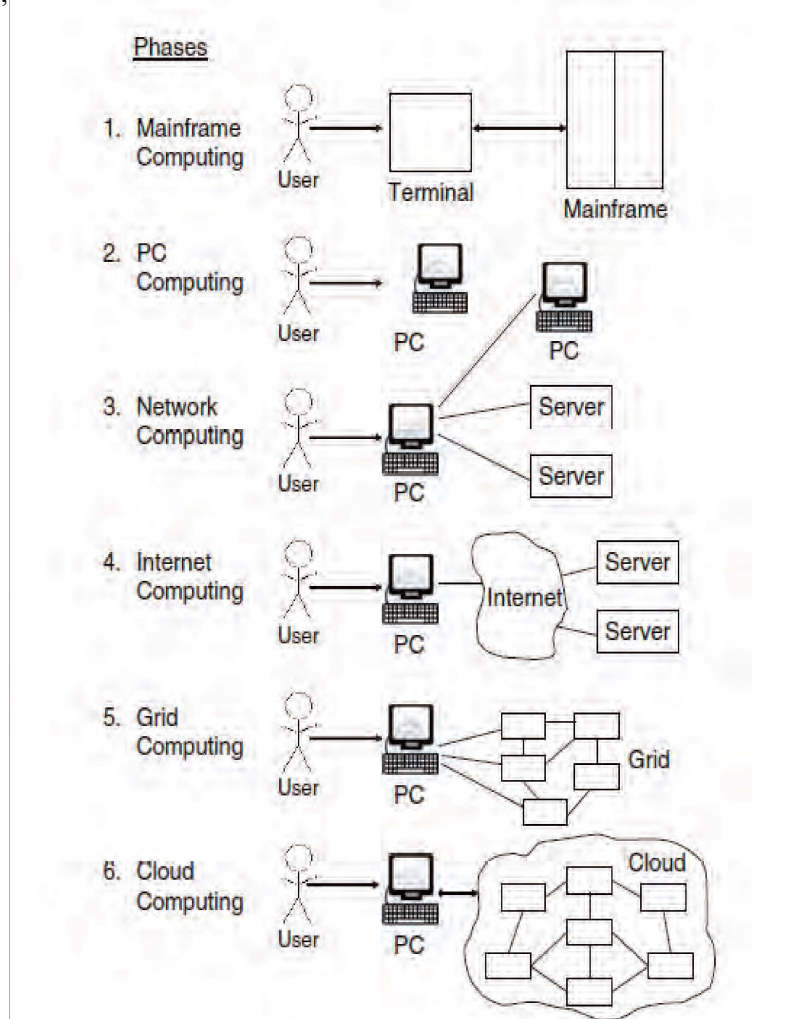 Phases
1. Mainframe
Computing
User
Terminal
Mainframe
2. PC
Computing
User
PC
PC
3. Network
Computing
User
PC
Server
Server
4. Internet
Computing
User
PC
Internet
Server
Server
5. Grid
Computing
User
PC
Grid
6. Cloud
Computing
User
PC
Cloud